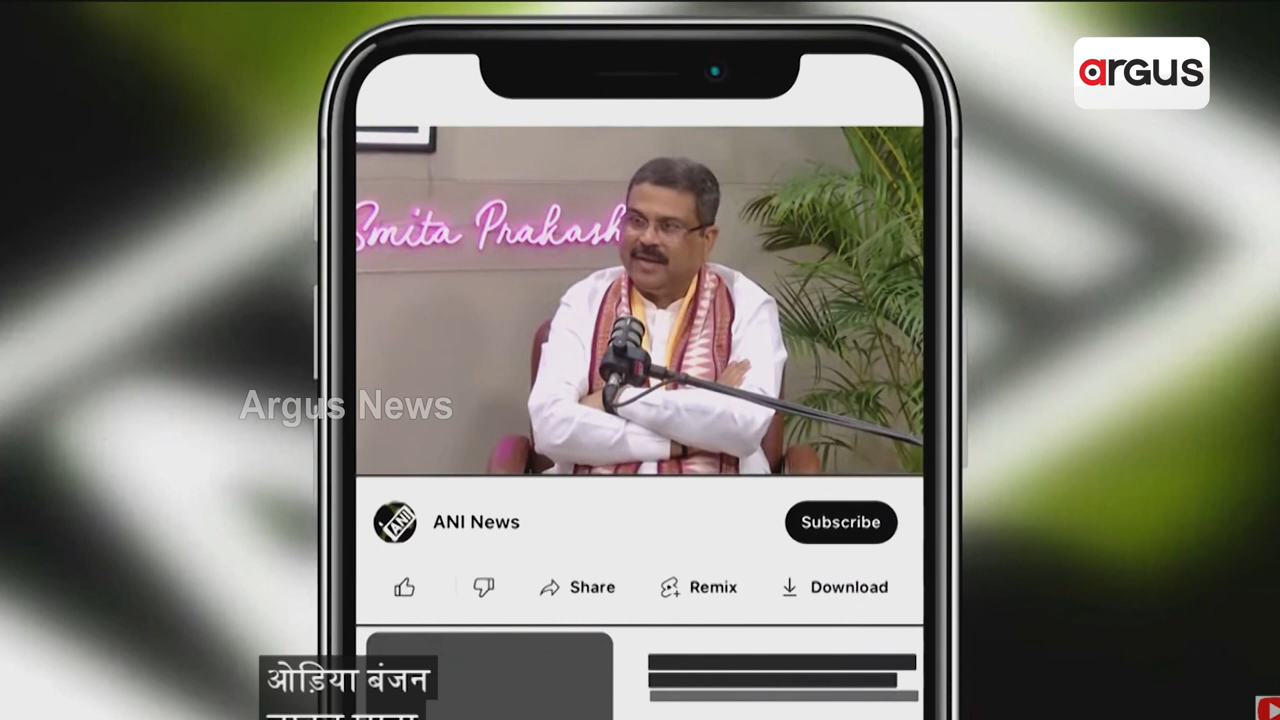 argus
Smita Prakash
Argus News
ANI
ANI News
Subscribe
Share
Remix
Download
ओड़िया बंजन